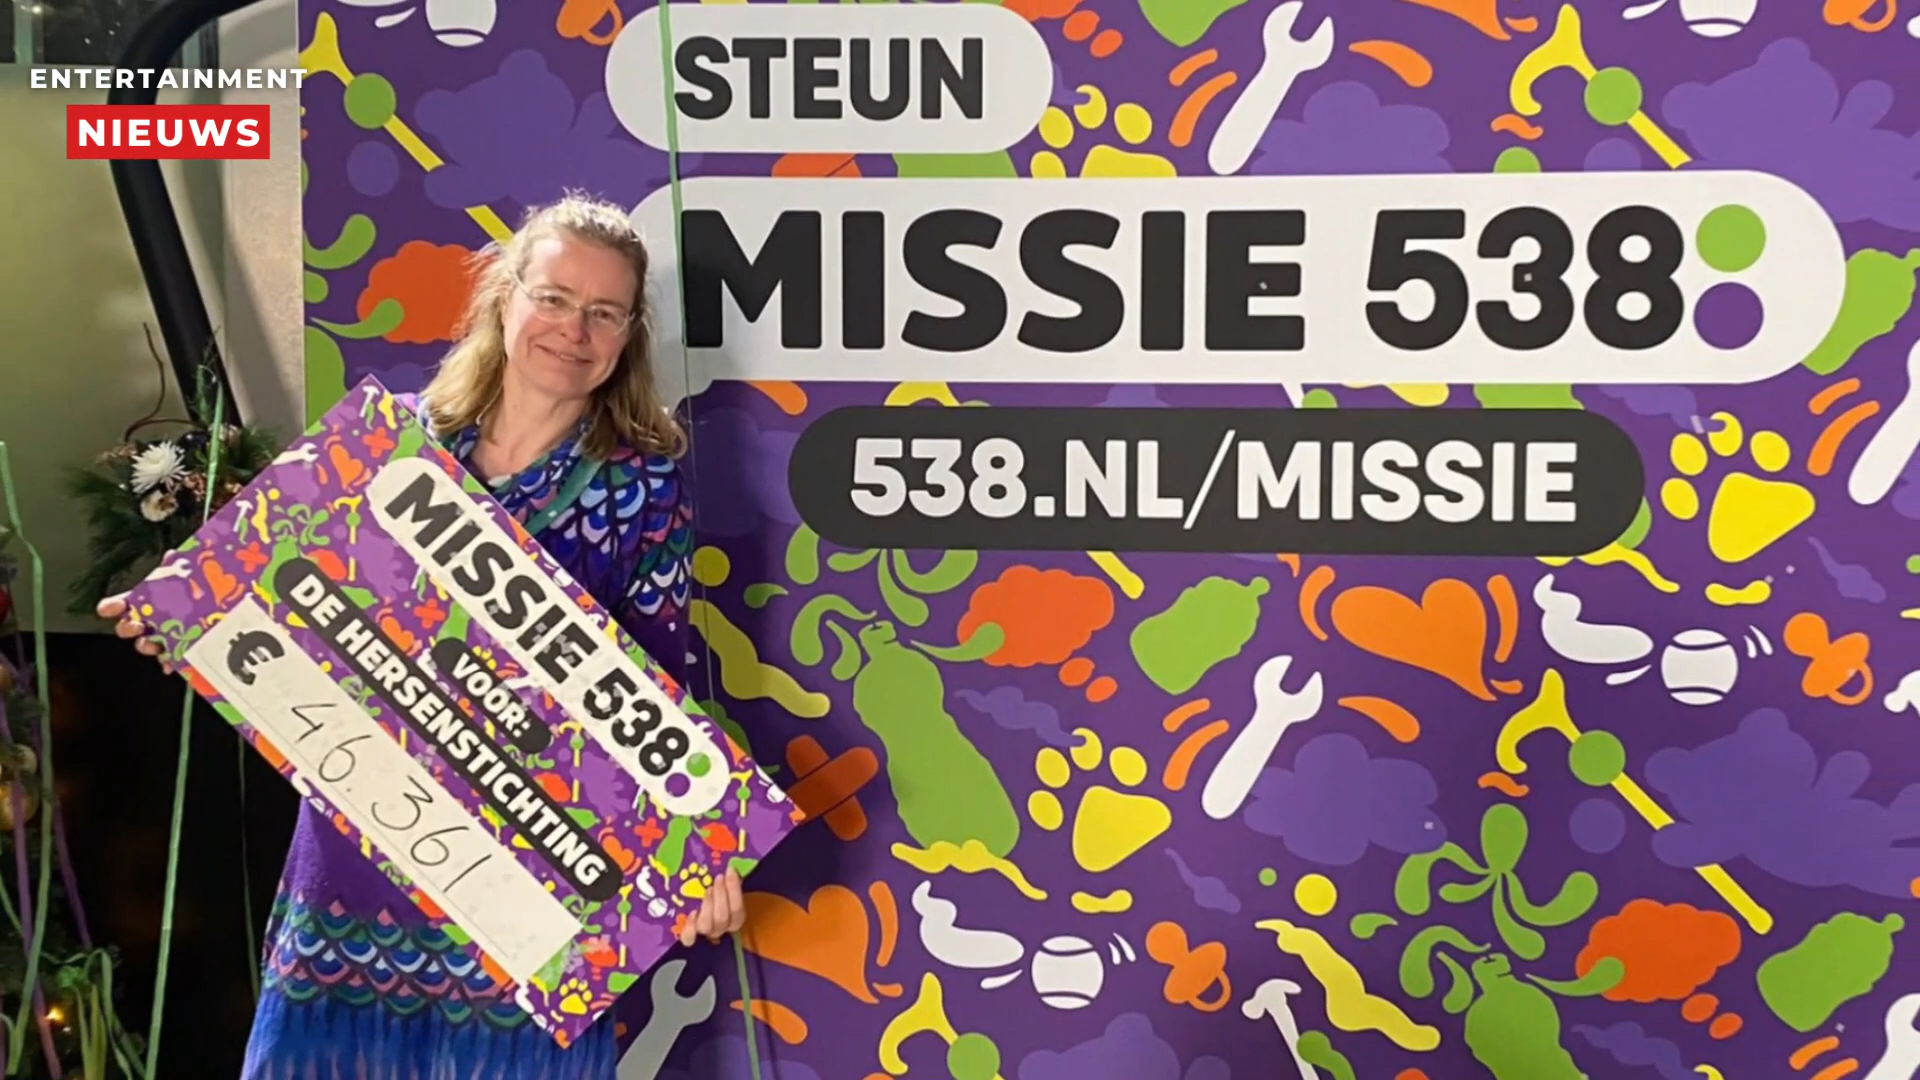 ENTERTAINMENT
NIEUWS
STEUN
MISSIE 538
538.NL/MISSIE
MISSIE 538
VOOR:
DE HERSENSTICHTING
€ 46.361